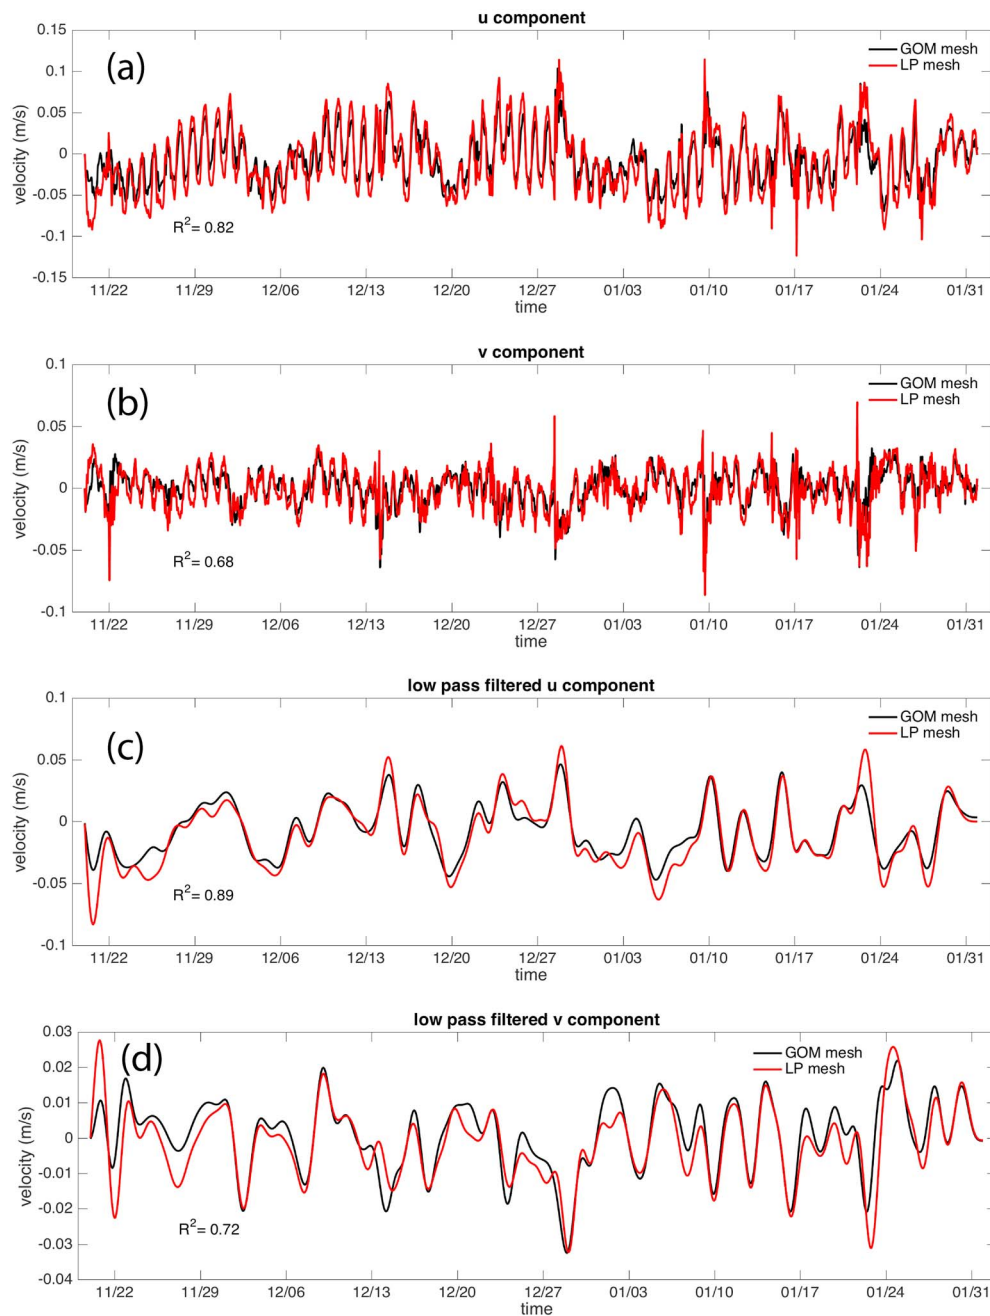 u component
(a)
GOM mesh
LP mesh
0.15
0.1
0.05
0
-0.05
-0.1
-0.15
velocity (m/s)
R2= 0.82
11/22 11/29 12/06 12/13 12/20 12/27 01/03 01/10 01/17 01/24 01/31
time
v component
(b)
GOM mesh
LP mesh
0.1
0.05
0
-0.05
-0.1
velocity (m/s)
R2= 0.68
11/22 11/29 12/06 12/13 12/20 12/27 01/03 01/10 01/17 01/24 01/31
time
low pass filtered u component
(c)
GOM mesh
LP mesh
0.1
0.05
0
-0.05
-0.1
velocity (m/s)
R2= 0.89
11/22 11/29 12/06 12/13 12/20 12/27 01/03 01/10 01/17 01/24 01/31
time
low pass filtered v component
(d)
GOM mesh
LP mesh
0.03
0.02
0.01
0
-0.01
-0.02
-0.03
-0.04
velocity (m/s)
R2= 0.72
11/22 11/29 12/06 12/13 12/20 12/27 01/03 01/10 01/17 01/24 01/31
time